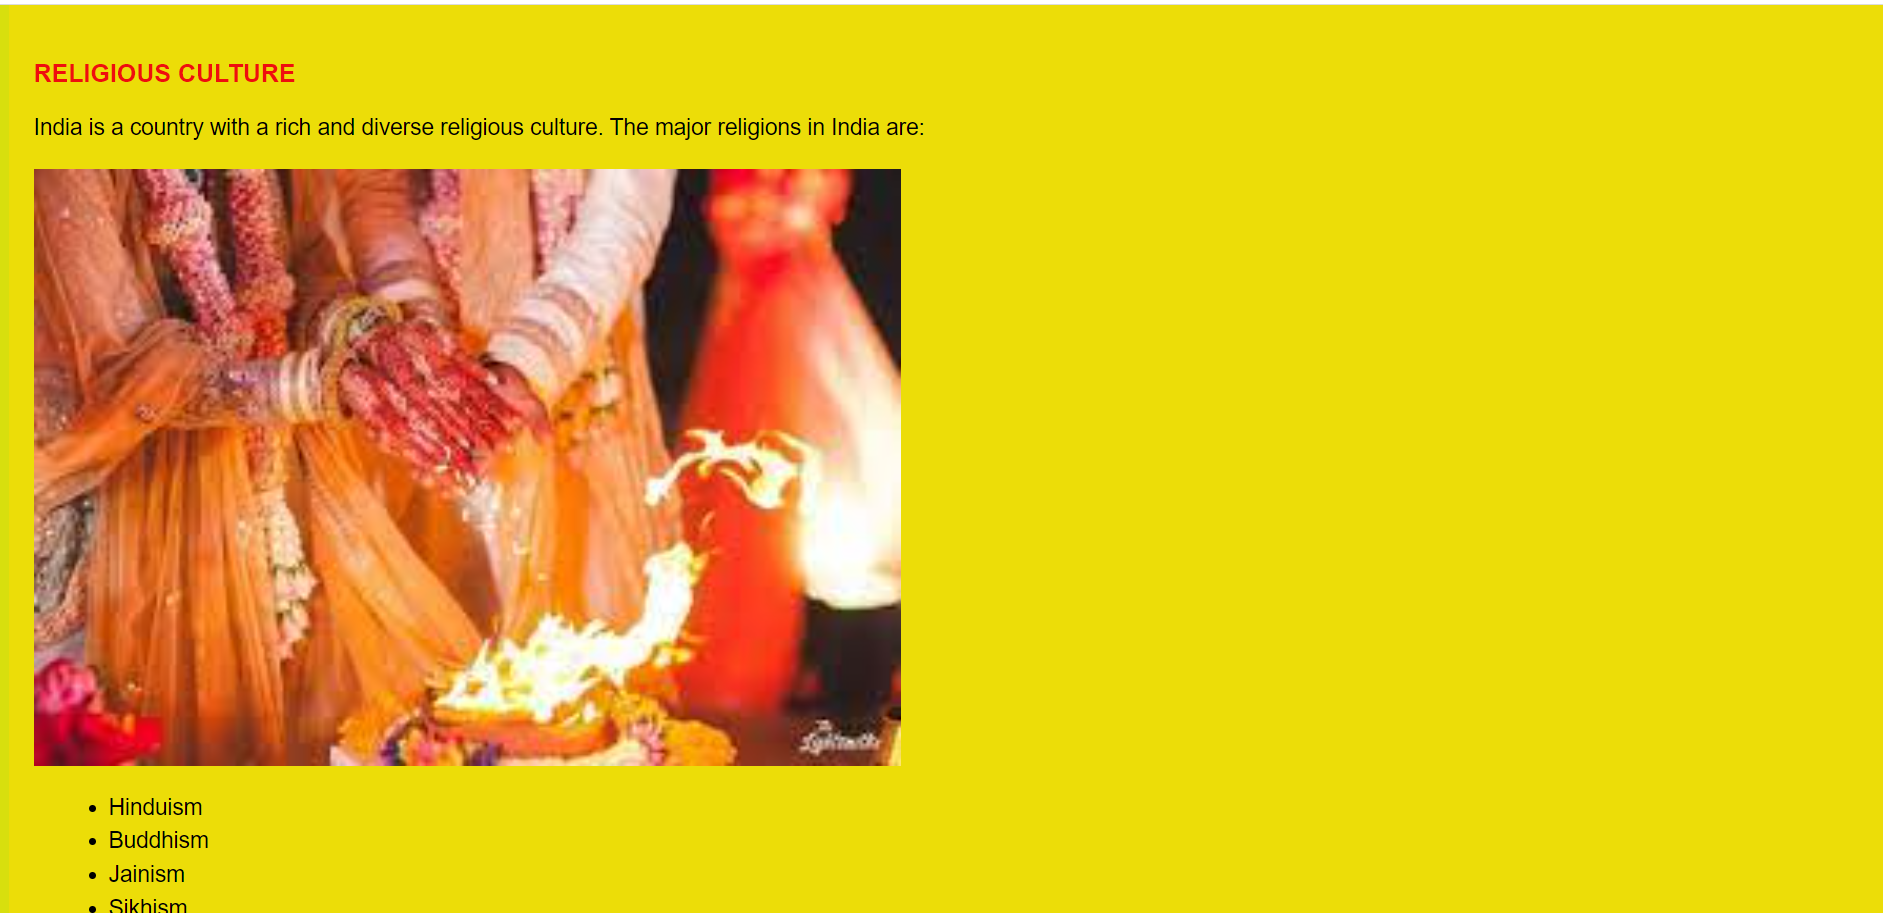 RELIGIOUS CULTURE
India is a country with a rich and diverse religious culture. The major religions in India are:
Hinduism
Buddhism
Jainism
Sikhism